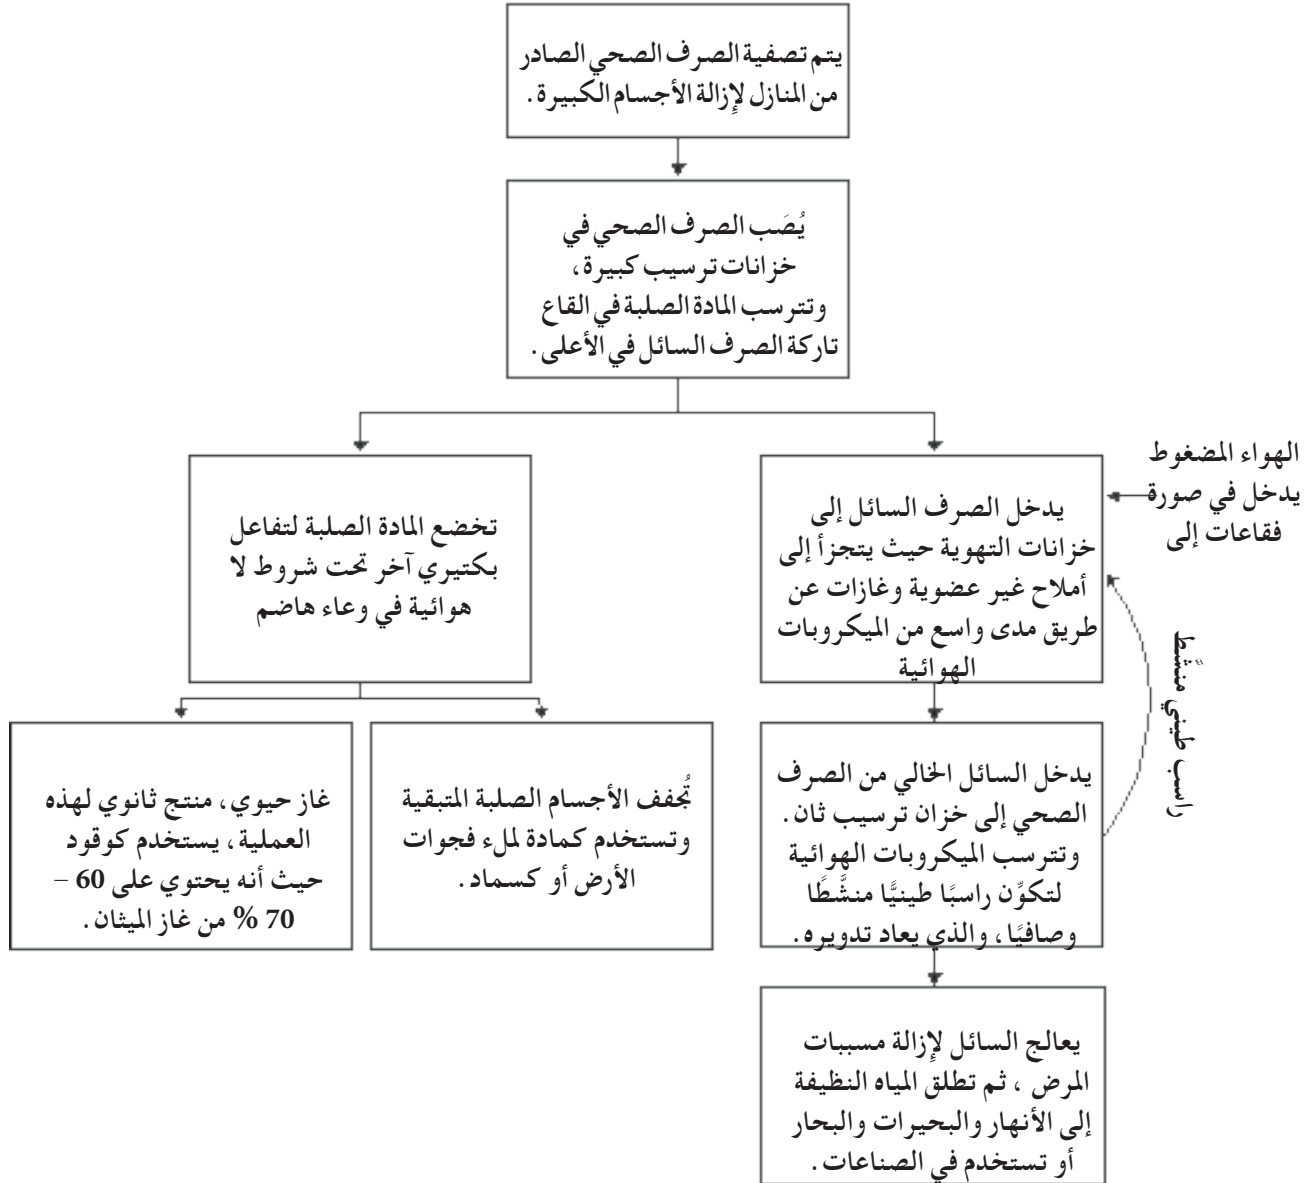 يتم تصفية الصرف الصحي الصادر
من المنازل لإزالة الأجسام الكبيرة.
يُصَب الصرف الصحي في
خزانات ترسيب كبيرة،
وتترسب المادة الصلبة في القاع
تاركة الصرف السائل في الأعلى.
الهواء المضغوط
يدخل في صورة
فقاعات إلى
يدخل الصرف السائل إلى
خزانات التهوية حيث يتجزأ إلى
أملاح غير عضوية وغازات عن
طريق مدى واسع من الميكروبات
الهوائية
تخضع المادة الصلبة لتفاعل
بكتيري آخر تحت شروط لا
هوائية في وعاء هاضم
راسب طيني منشَّط
يدخل السائل الخالي من الصرف
الصحي إلى خزان ترسيب ثان.
وتترسب الميكروبات الهوائية
لتكوِّن راسبًا طينيًّا منشَّطًا
وصافيًا، والذي يعاد تدويره.
تُجفف الأجسام الصلبة المتبقية
وتستخدم كمادة لملء فجوات
الأرض أو كسماد.
غاز حيوي، منتج ثانوي لهذه
العملية، يستخدم كوقود
حيث أنه يحتوي على 60 –
70 % من غاز الميثان.
يعالج السائل لإزالة مسببات
المرض ، ثم تطلق المياه النظيفة
إلى الأنهار والبحيرات والبحار
أو تستخدم في الصناعات.